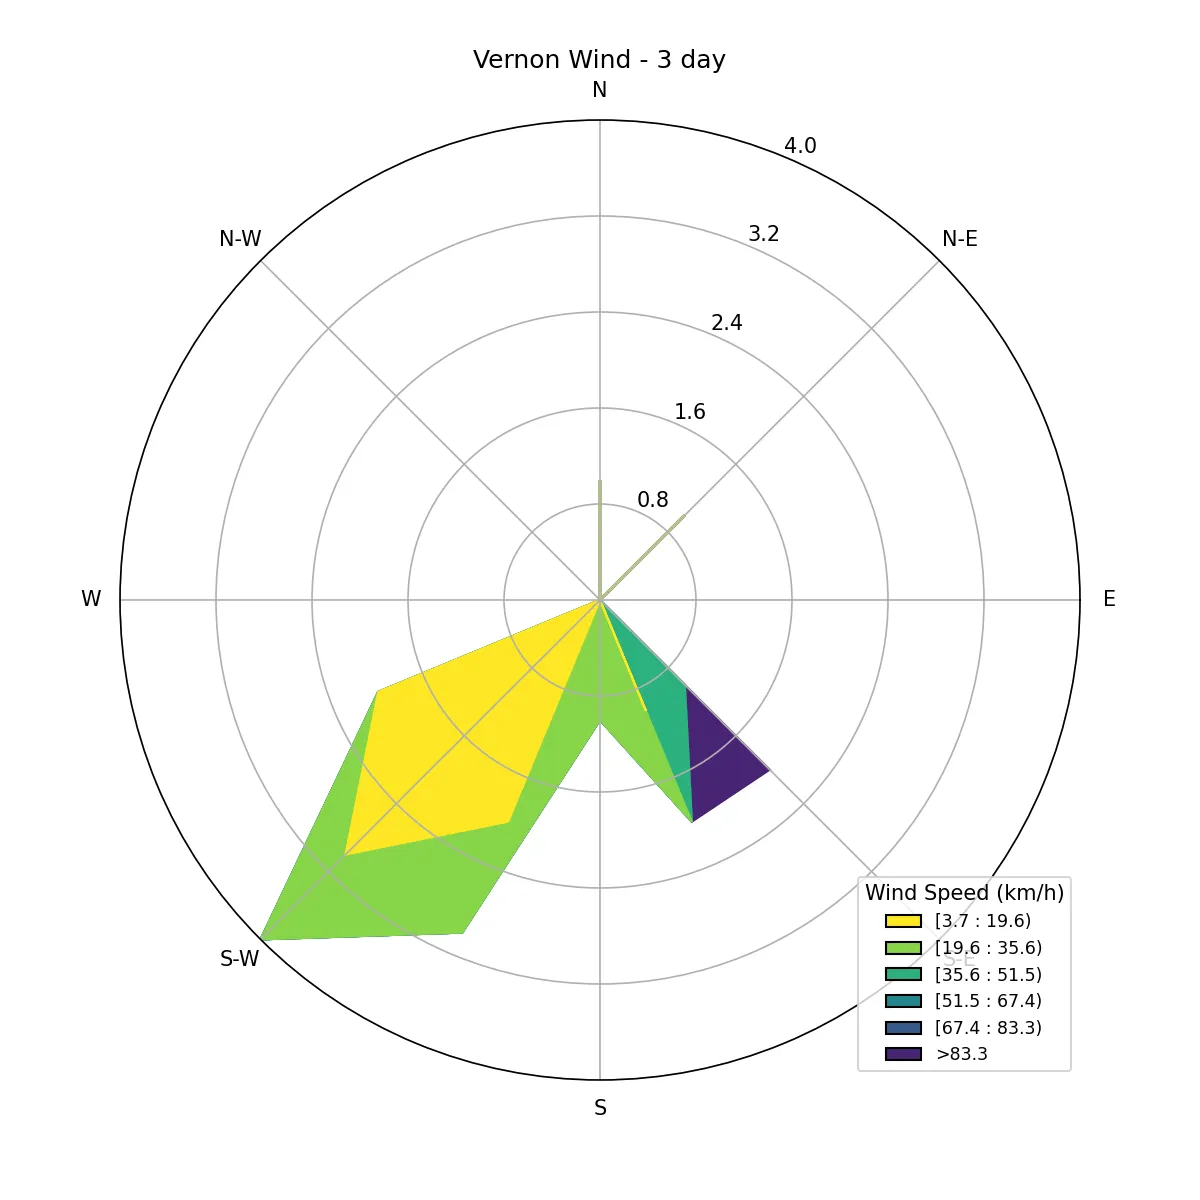 Vernon Wind - 3 day
N
4.0
N-W
3.2
N-E
2.4
1.6
0.8
W
E
Wind Speed (km/h)
[3.7 : 19.6)
[19.6 : 35.6)
S-W
S-E
[35.6 : 51.5)
[51.5 : 67.4)
[67.4 : 83.3)
>83.3
S